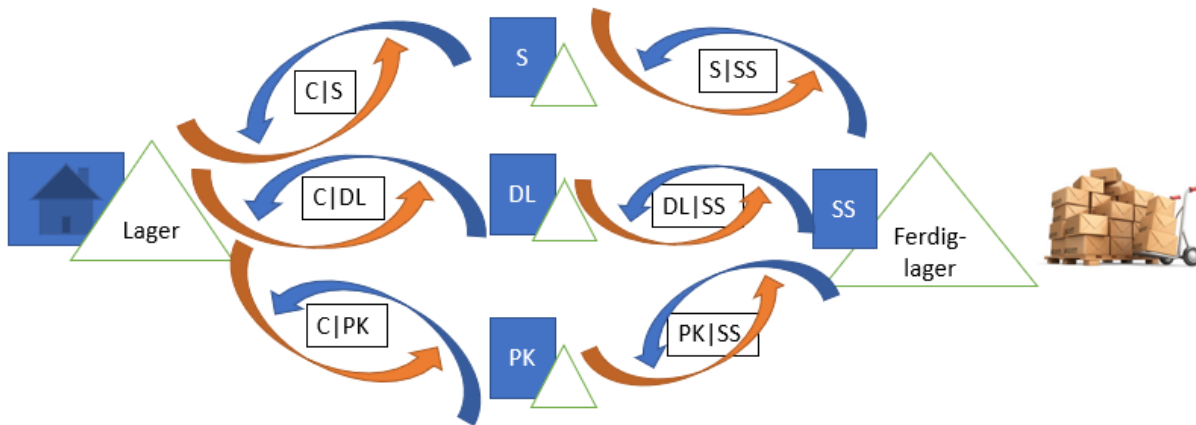 S
S|SS
C|S
C|DL
DL
DL|SS
SS
Lager
Ferdig-
lager
C|PK
PK
PK|SS